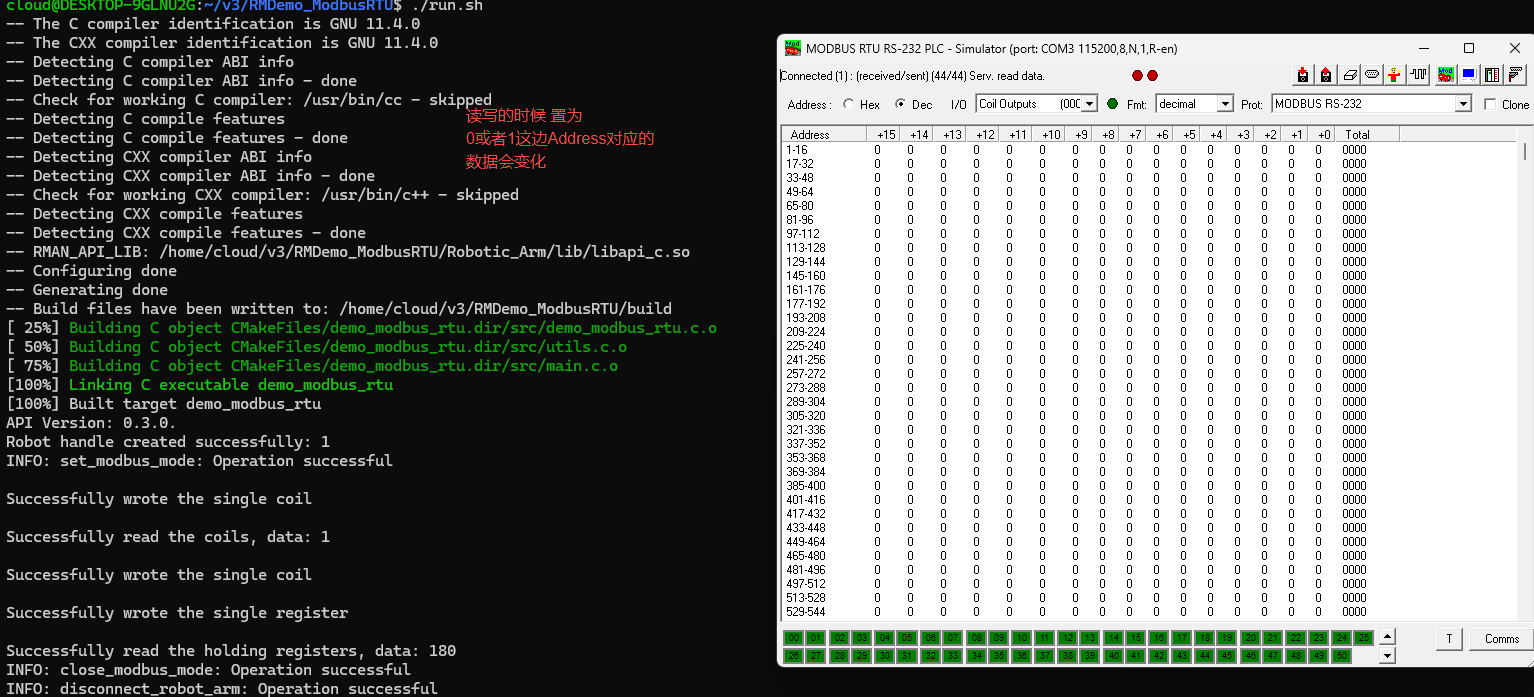 cloud@DESKTOP-9GLNU2G:~/v3/RMDemo_ModbusRTU$ ./run.sh
-- The C compiler identification is GNU 11.4.0
-- The CXX compiler identification is GNU 11.4.0
-- Detecting C compiler ABI info
-- Detecting C compiler ABI info - done
-- Check for working C compiler: /usr/bin/cc - skipped
-- Detecting C compile features
-- Detecting C compile features - done
-- Detecting CXX compiler ABI info
-- Detecting CXX compiler ABI info - done
-- Check for working CXX compiler: /usr/bin/c++ - skipped
-- Detecting CXX compile features
-- Detecting CXX compile features - done
-- RMAN_API_LIB: /home/cloud/v3/RMDemo_ModbusRTU/Robotic_Arm/lib/libapi_c.so
-- Configuring done
-- Generating done
-- Build files have been written to: /home/cloud/v3/RMDemo_ModbusRTU/build
[ 25%] Building C object CMakeFiles/demo_modbus_rtu.dir/src/demo_modbus_rtu.c.o
[ 50%] Building C object CMakeFiles/demo_modbus_rtu.dir/src/utils.c.o
[ 75%] Building C object CMakeFiles/demo_modbus_rtu.dir/src/main.c.o
[100%] Linking C executable demo_modbus_rtu
[100%] Built target demo_modbus_rtu
API Version: 0.3.0.
Robot handle created successfully: 1
INFO: set_modbus_mode: Operation successful
Successfully wrote the single coil
Successfully read the coils, data: 1
Successfully wrote the single coil
Successfully wrote the single register
Successfully read the holding registers, data: 180
INFO: close_modbus_mode: Operation successful
INFO: disconnect_robot_arm: Operation successful
读写的时候 置为
0或者1这边Address对应的
数据会变化
MODBUS RTU RS-232 PLC - Simulator (port: COM3 115200,8,N,1,R-en)
Connected (1) : (received/sent) (44/44) Serv. read data.
Address: Hex Dec I/O Coil Outputs (00C Fmt: decimal Prot: MODBUS RS-232 Clone
Address +15 +14 +13 +12 +11 +10 +9 +8 +7 +6 +5 +4 +3 +2 +1 +0 Total
1-16 0 0 0 0 0 0 0 0 0 0 0 0 0 0 0 0 0000
17-32 0 0 0 0 0 0 0 0 0 0 0 0 0 0 0 0 0000
33-48 0 0 0 0 0 0 0 0 0 0 0 0 0 0 0 0 0000
49-64 0 0 0 0 0 0 0 0 0 0 0 0 0 0 0 0 0000
65-80 0 0 0 0 0 0 0 0 0 0 0 0 0 0 0 0 0000
81-96 0 0 0 0 0 0 0 0 0 0 0 0 0 0 0 0 0000
97-112 0 0 0 0 0 0 0 0 0 0 0 0 0 0 0 0 0000
113-128 0 0 0 0 0 0 0 0 0 0 0 0 0 0 0 0 0000
129-144 0 0 0 0 0 0 0 0 0 0 0 0 0 0 0 0 0000
145-160 0 0 0 0 0 0 0 0 0 0 0 0 0 0 0 0 0000
161-176 0 0 0 0 0 0 0 0 0 0 0 0 0 0 0 0 0000
177-192 0 0 0 0 0 0 0 0 0 0 0 0 0 0 0 0 0000
193-208 0 0 0 0 0 0 0 0 0 0 0 0 0 0 0 0 0000
209-224 0 0 0 0 0 0 0 0 0 0 0 0 0 0 0 0 0000
225-240 0 0 0 0 0 0 0 0 0 0 0 0 0 0 0 0 0000
241-256 0 0 0 0 0 0 0 0 0 0 0 0 0 0 0 0 0000
257-272 0 0 0 0 0 0 0 0 0 0 0 0 0 0 0 0 0000
273-288 0 0 0 0 0 0 0 0 0 0 0 0 0 0 0 0 0000
289-304 0 0 0 0 0 0 0 0 0 0 0 0 0 0 0 0 0000
305-320 0 0 0 0 0 0 0 0 0 0 0 0 0 0 0 0 0000
321-336 0 0 0 0 0 0 0 0 0 0 0 0 0 0 0 0 0000
337-352 0 0 0 0 0 0 0 0 0 0 0 0 0 0 0 0 0000
353-368 0 0 0 0 0 0 0 0 0 0 0 0 0 0 0 0 0000
369-384 0 0 0 0 0 0 0 0 0 0 0 0 0 0 0 0 0000
385-400 0 0 0 0 0 0 0 0 0 0 0 0 0 0 0 0 0000
401-416 0 0 0 0 0 0 0 0 0 0 0 0 0 0 0 0 0000
417-432 0 0 0 0 0 0 0 0 0 0 0 0 0 0 0 0 0000
433-448 0 0 0 0 0 0 0 0 0 0 0 0 0 0 0 0 0000
449-464 0 0 0 0 0 0 0 0 0 0 0 0 0 0 0 0 0000
465-480 0 0 0 0 0 0 0 0 0 0 0 0 0 0 0 0 0000
481-496 0 0 0 0 0 0 0 0 0 0 0 0 0 0 0 0 0000
497-512 0 0 0 0 0 0 0 0 0 0 0 0 0 0 0 0 0000
513-528 0 0 0 0 0 0 0 0 0 0 0 0 0 0 0 0 0000
529-544 0 0 0 0 0 0 0 0 0 0 0 0 0 0 0 0 0000
00 01 02 03 04 05 06 07 08 09 10 11 12 13 14 15 16 17 18 19 20 21 22 23 24 25 T Comms
26 27 28 29 30 31 32 33 34 35 36 37 38 39 40 41 42 43 44 45 46 47 48 49 50